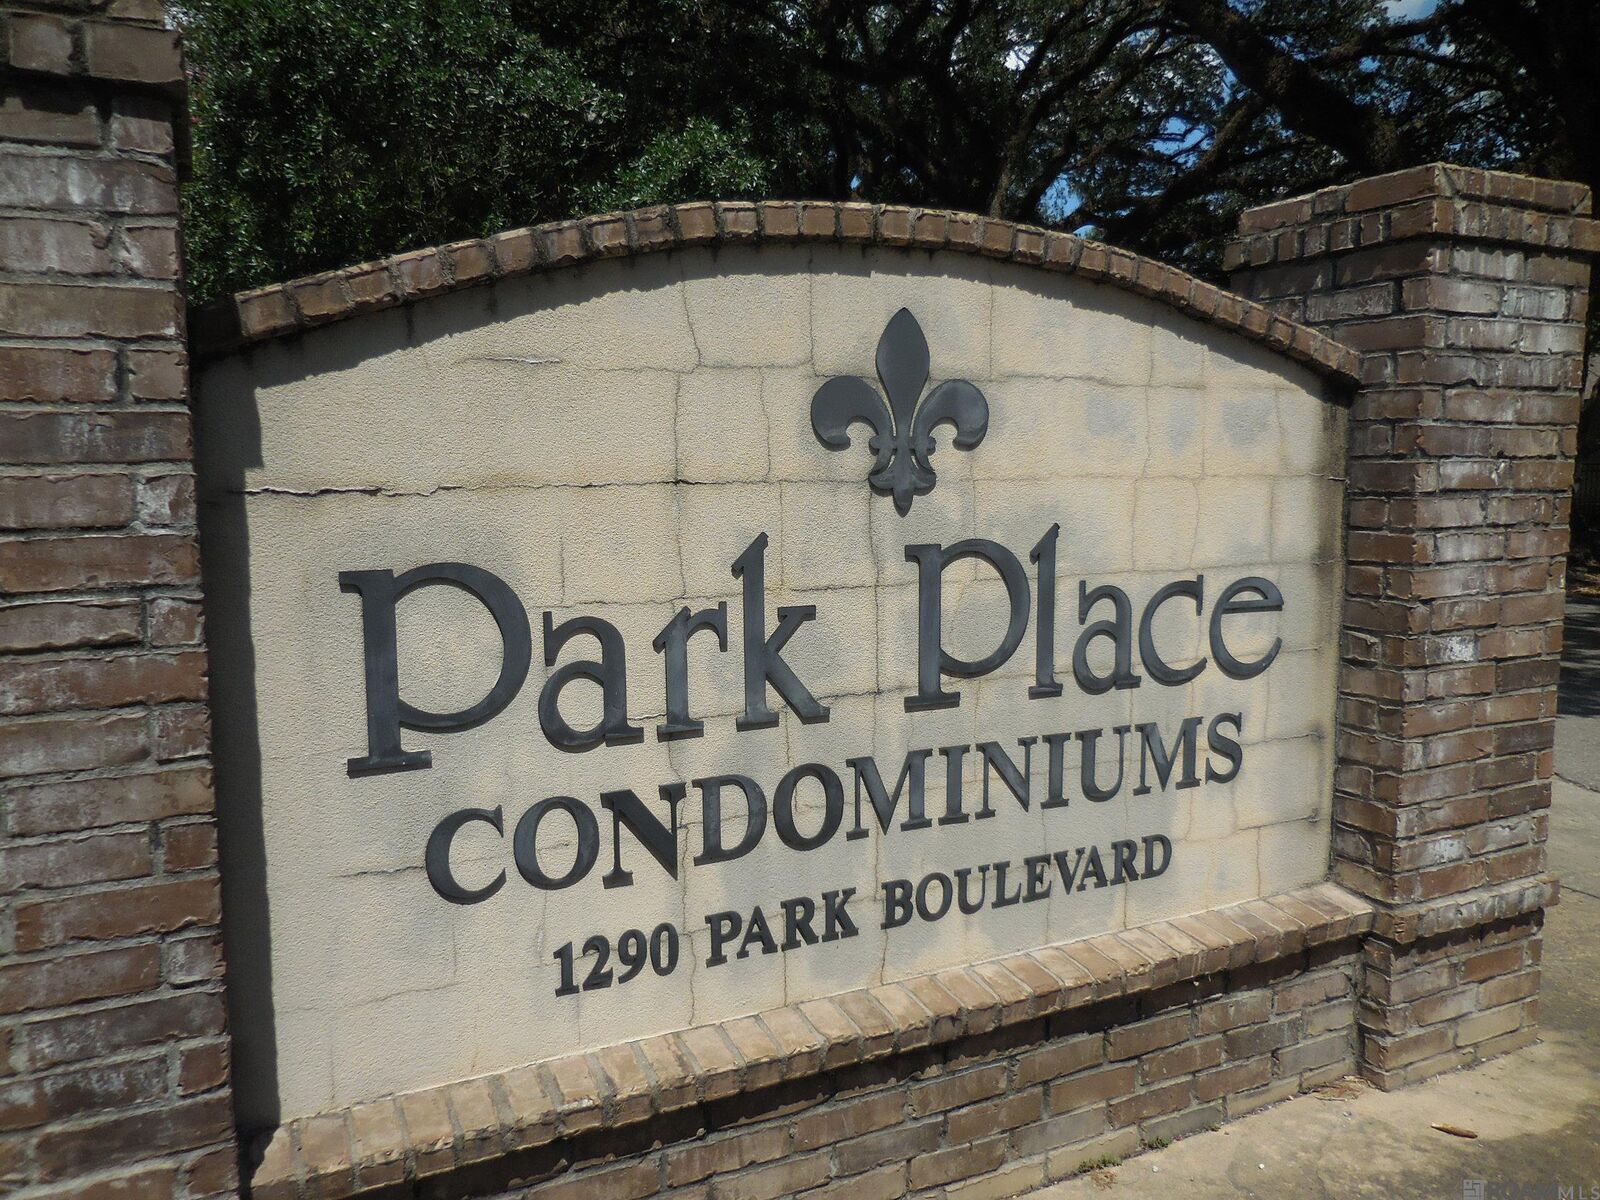 Park Place
CONDOMINIUMS
1290 PARK BOULEVARD